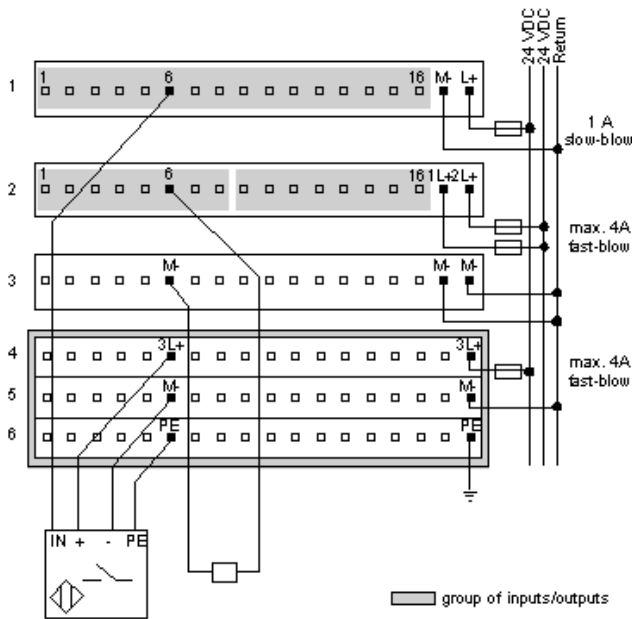 24 VDC
24 VDC
Return
1
1
6
16
M-
L+
1 A
slow-blow
2
1
6
16
1L+
2L+
max. 4A
fast-blow
3
M-
M-
M-
4
3L+
3L+
max. 4A
fast-blow
5
M-
M-
6
PE
PE
IN + - PE
group of inputs/outputs